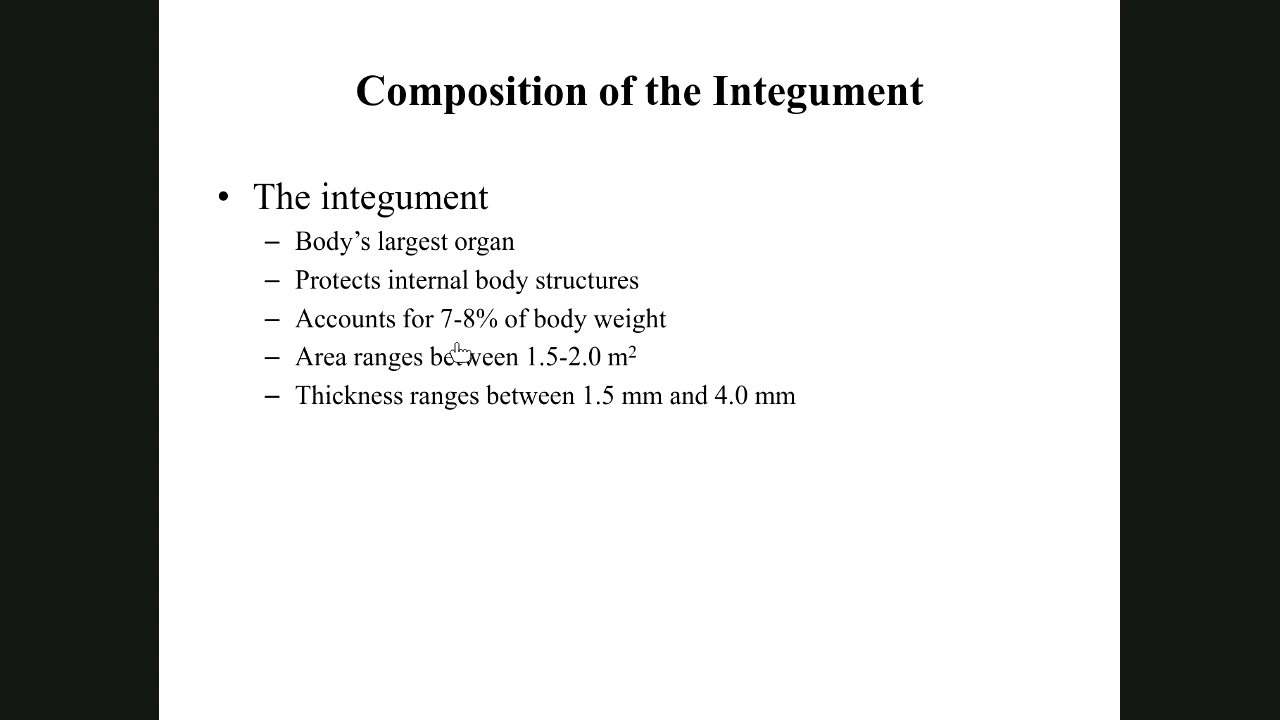 Composition of the Integument
• The integument
– Body’s largest organ
– Protects internal body structures
– Accounts for 7-8% of body weight
– Area ranges between 1.5-2.0 m²
– Thickness ranges between 1.5 mm and 4.0 mm